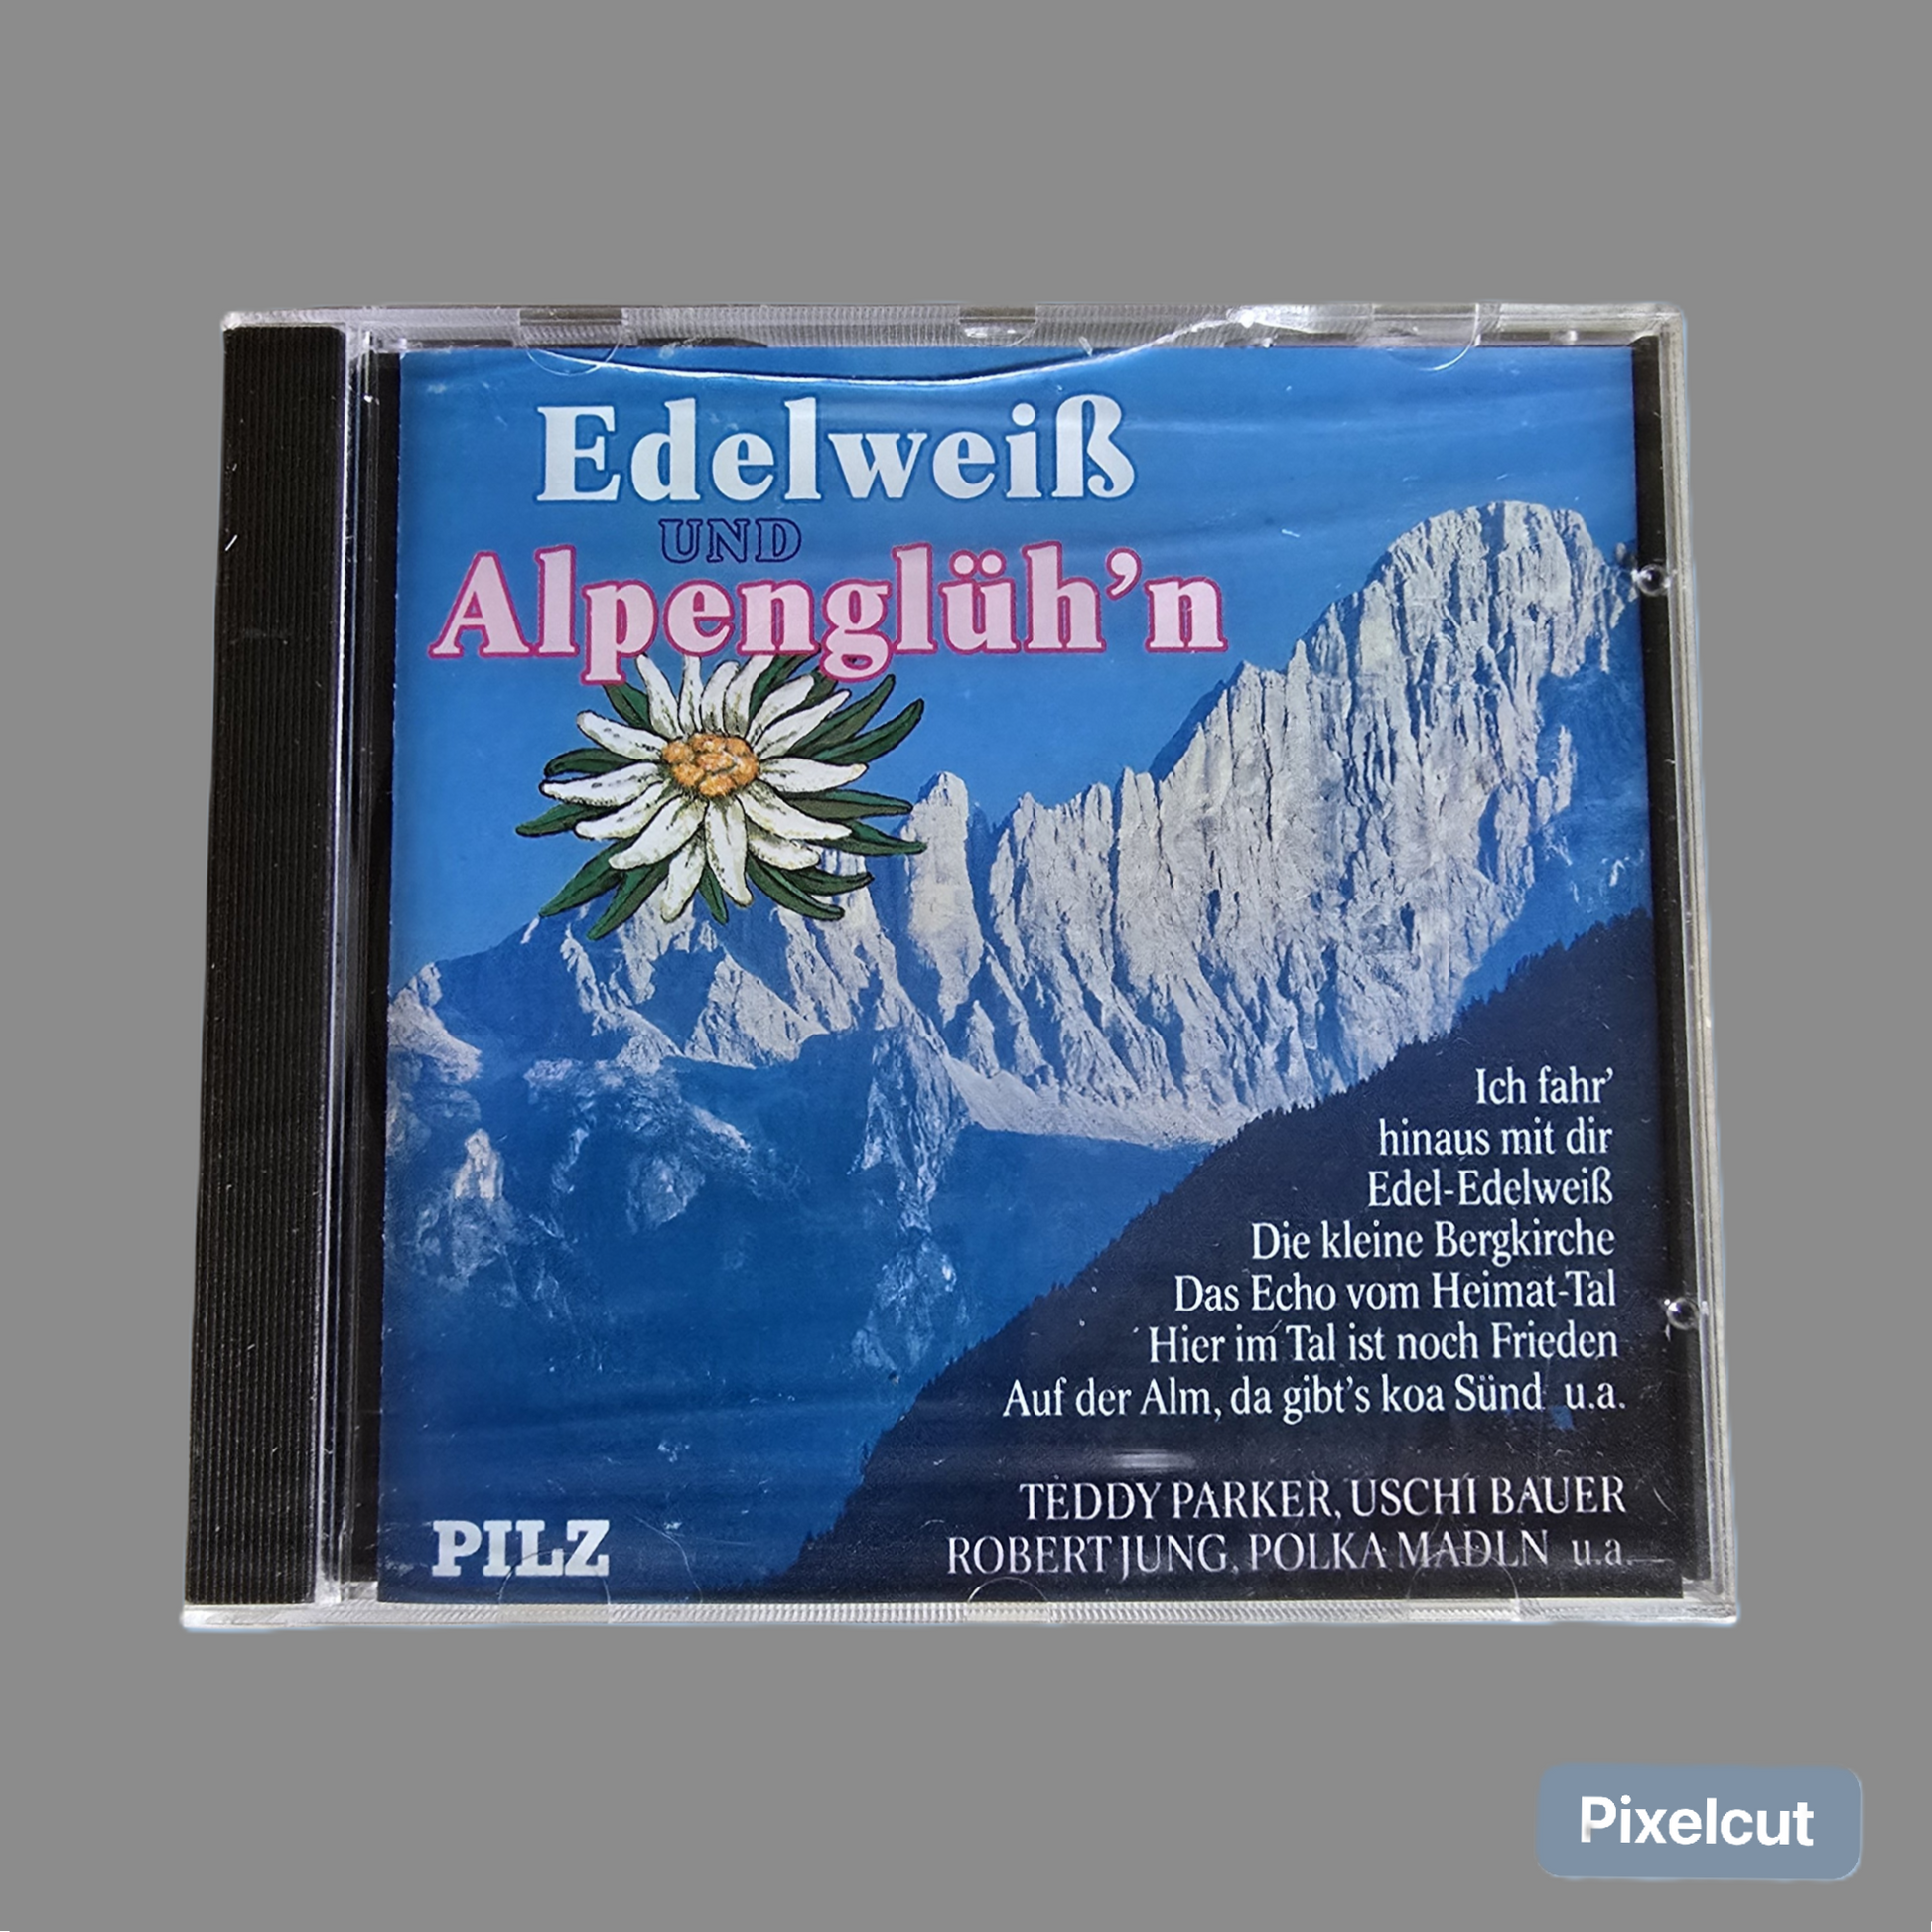 Edelweiß
UND
Alpenglüh'n
Ich fahr'
hinaus mit dir
Edel-Edelweiß
Die kleine Bergkirche
Das Echo vom Heimat-Tal
Hier im Tal ist noch Frieden
Auf der Alm, da gibt's koa Sünd u.a.
TEDDY PARKER, USCHI BAUER
ROBERT JUNG, POLKA MADLN u.a.
PILZ
Pixelcut